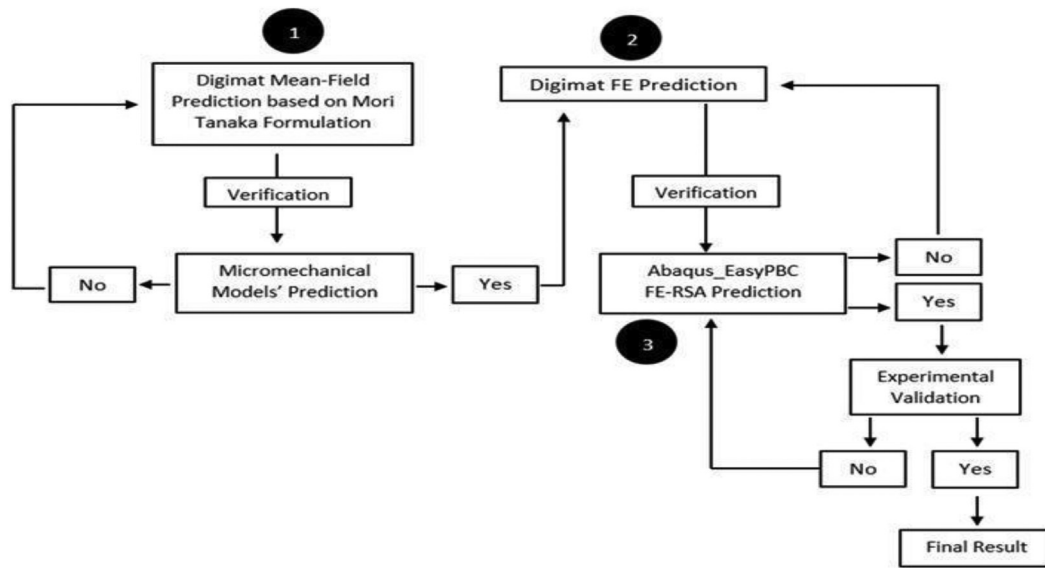 1
Digimat Mean-Field
Prediction based on Mori
Tanaka Formulation
Verification
No
Micromechanical
Models’ Prediction
Yes
2
Digimat FE Prediction
Verification
Abaqus_EasyPBC
FE-RSA Prediction
3
No
Yes
Experimental
Validation
No
Yes
Final Result